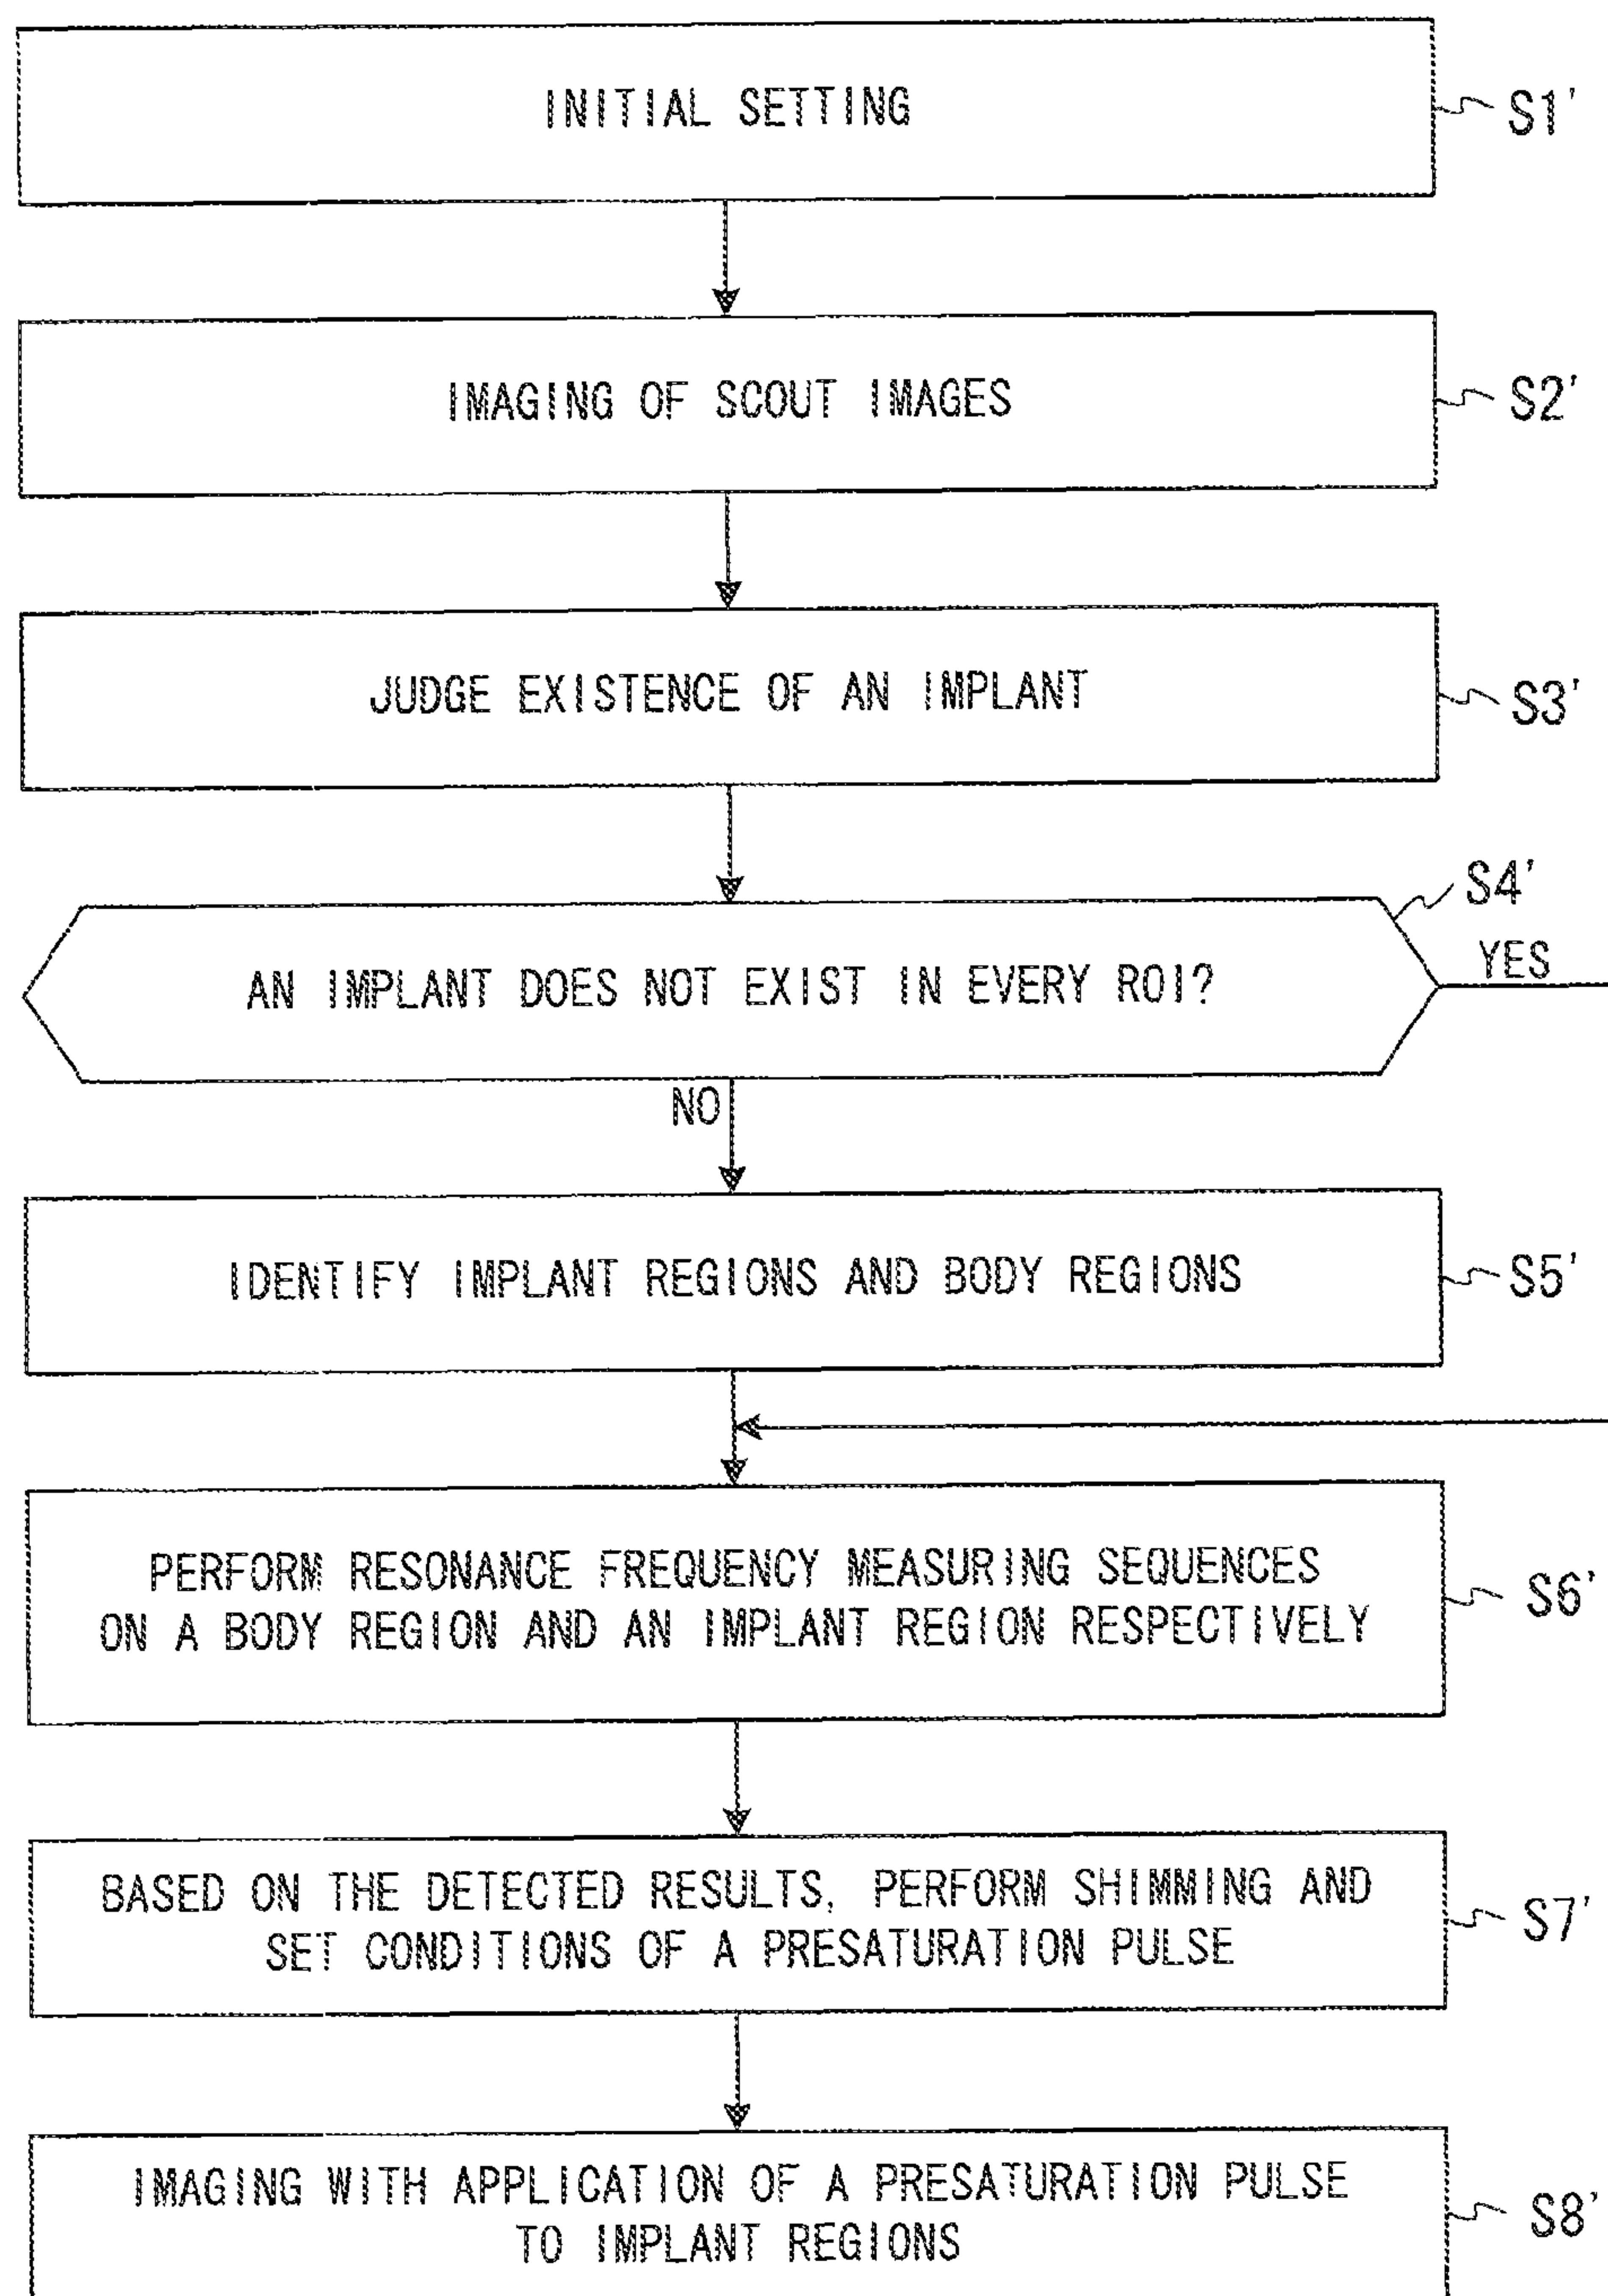 INITIAL SETTING
S1'
IMAGING OF SCOUT IMAGES
S2'
JUDGE EXISTENCE OF AN IMPLANT
S3'
S4'
AN IMPLANT DOES NOT EXIST IN EVERY ROI?
YES
NO
IDENTIFY IMPLANT REGIONS AND BODY REGIONS
S5'
PERFORM RESONANCE FREQUENCY MEASURING SEQUENCES
ON A BODY REGION AND AN IMPLANT REGION RESPECTIVELY
S6'
BASED ON THE DETECTED RESULTS, PERFORM SHIMMING AND
SET CONDITIONS OF A PRESATURATION PULSE
S7'
IMAGING WITH APPLICATION OF A PRESATURATION PULSE
TO IMPLANT REGIONS
S8'